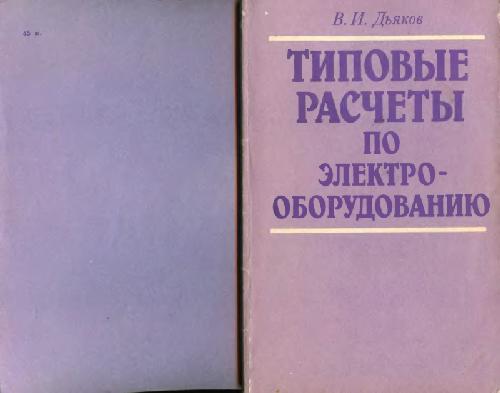 45 к.
В. И. Дьяков
ТИПОВЫЕ
РАСЧЕТЫ
ПО
ЭЛЕКТРО-
ОБОРУДОВАНИЮ